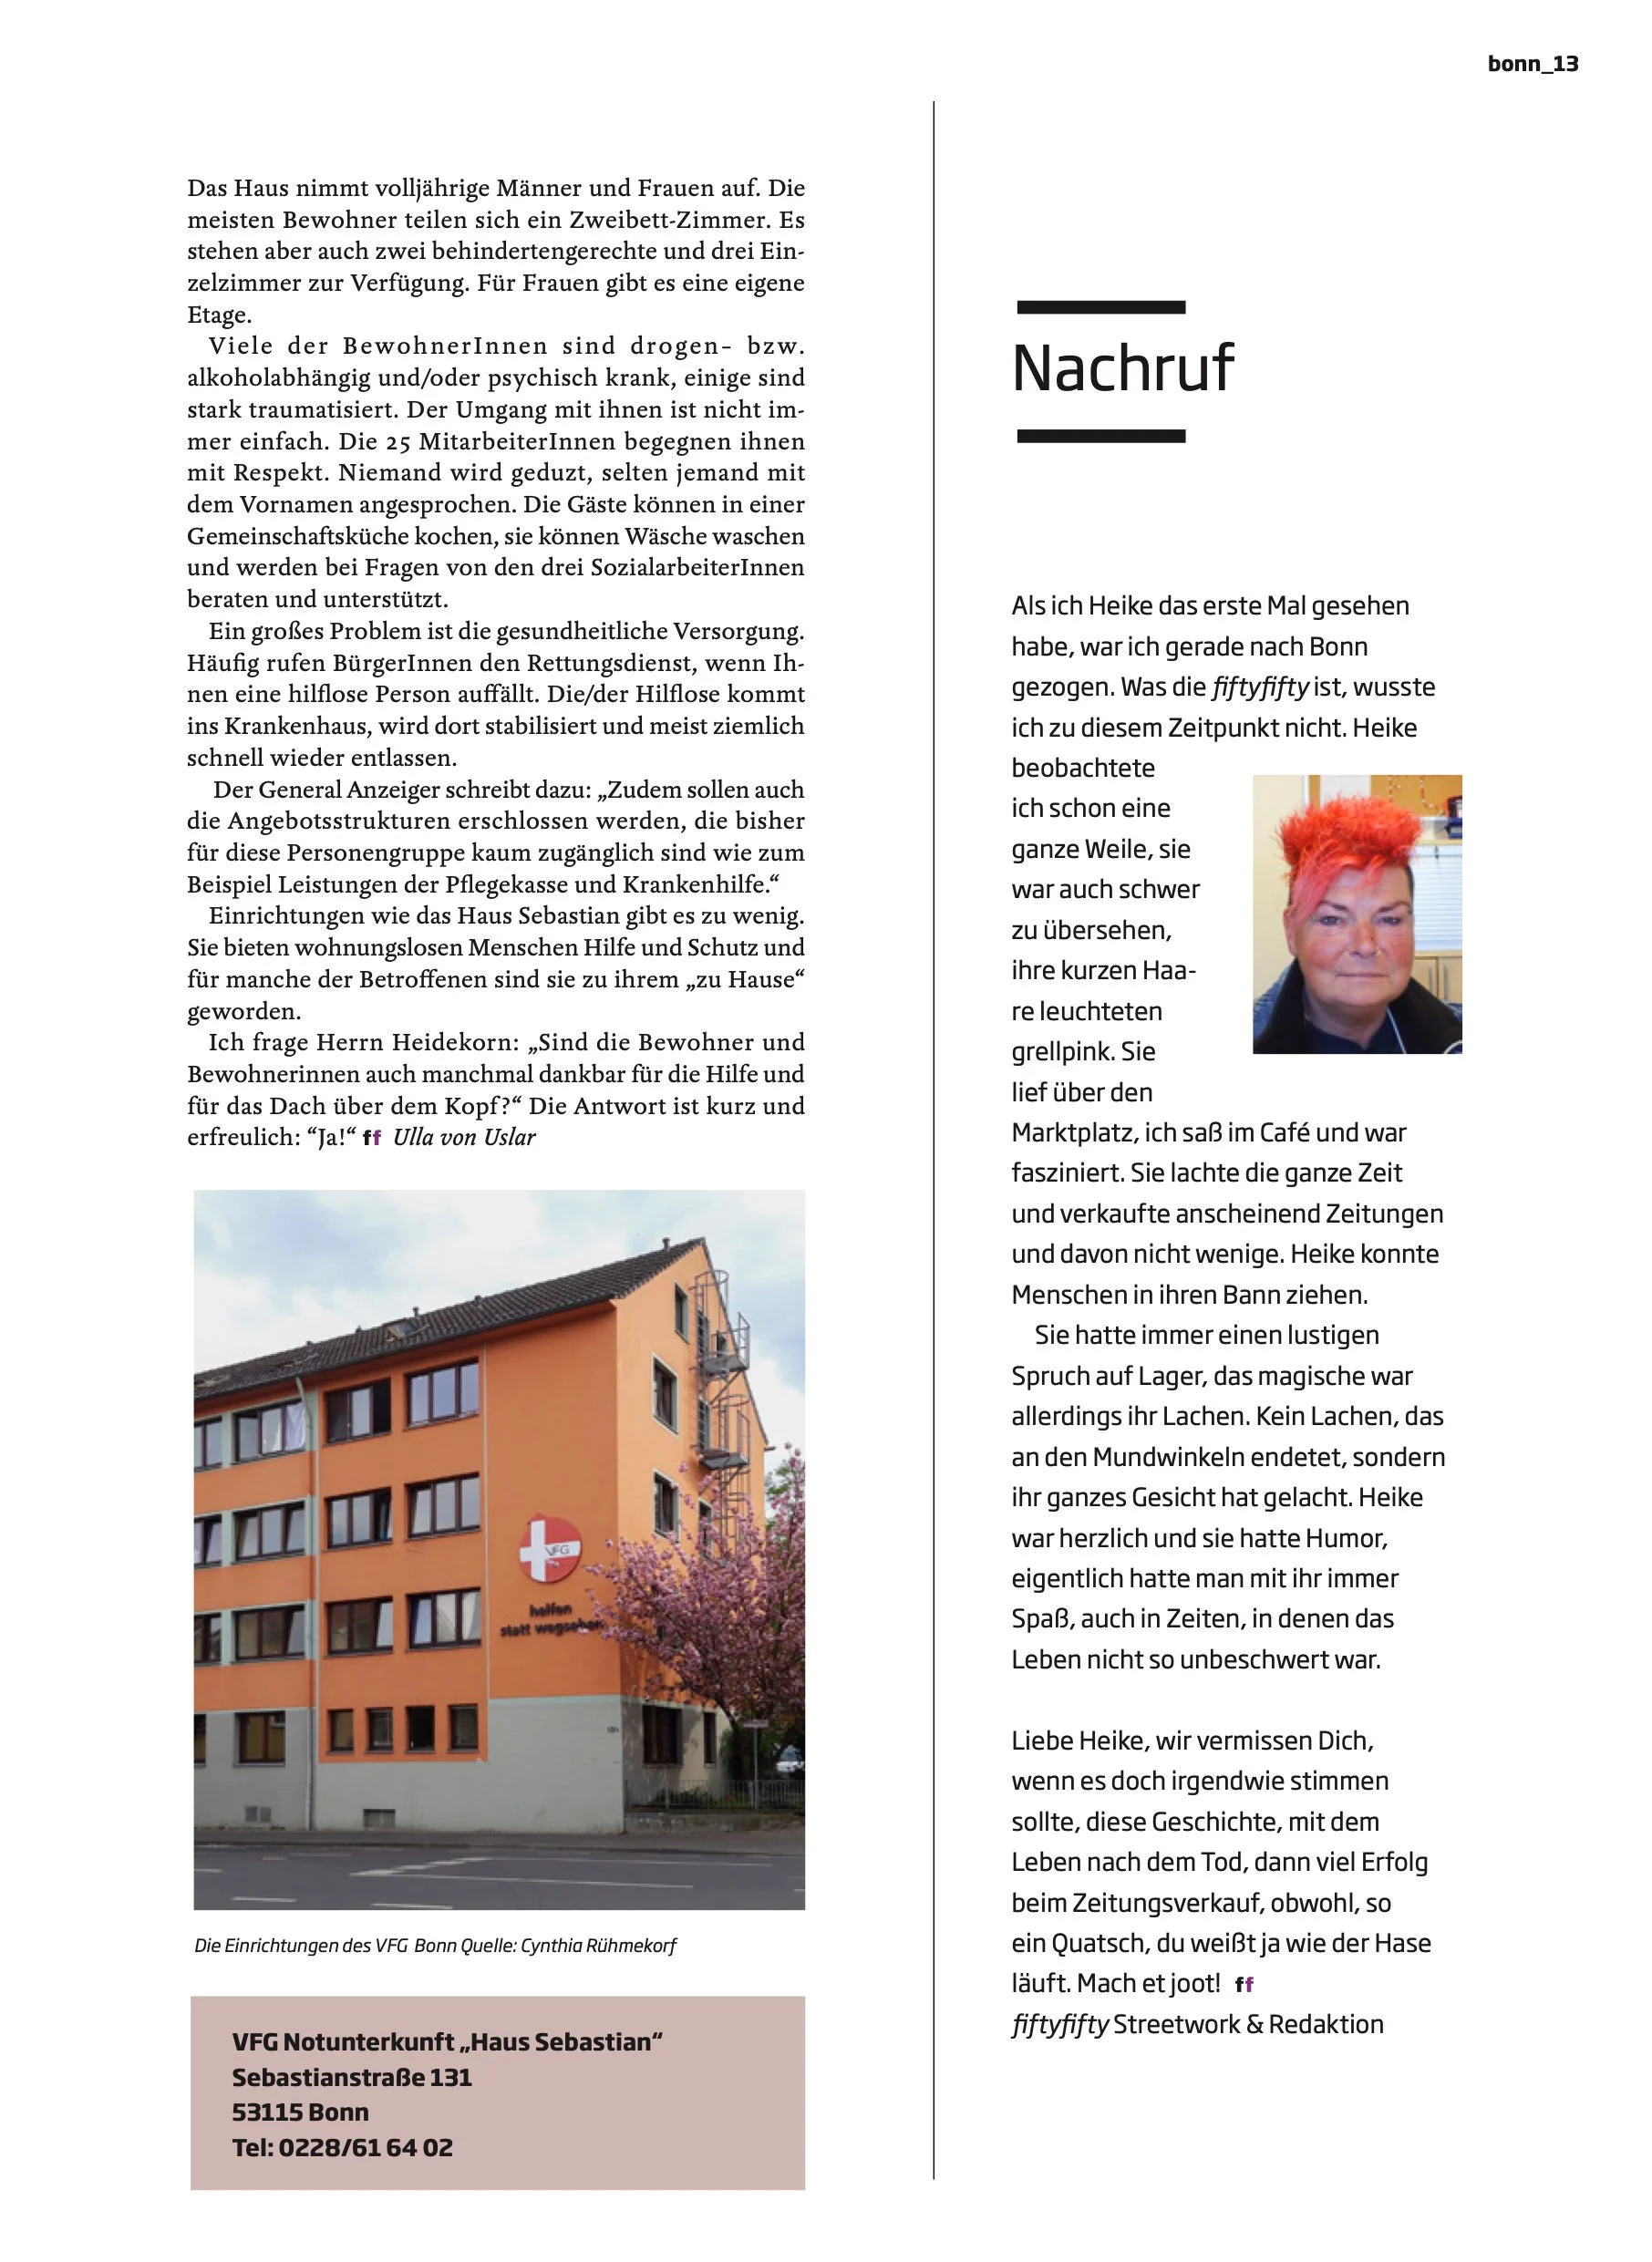 bonn_13
Das Haus nimmt volljährige Männer und Frauen auf. Die
meisten Bewohner teilen sich ein Zweibett-Zimmer. Es
stehen aber auch zwei behindertengerechte und drei Ein-
zelzimmer zur Verfügung. Für Frauen gibt es eine eigene
Etage.
Viele der BewohnerInnen sind drogen- bzw.
alkoholabhängig und/oder psychisch krank, einige sind
stark traumatisiert. Der Umgang mit ihnen ist nicht im-
mer einfach. Die 25 MitarbeiterInnen begegnen ihnen
mit Respekt. Niemand wird geduzt, selten jemand mit
dem Vornamen angesprochen. Die Gäste können in einer
Gemeinschaftsküche kochen, sie können Wäsche waschen
und werden bei Fragen von den drei SozialarbeiterInnen
beraten und unterstützt.
Ein großes Problem ist die gesundheitliche Versorgung.
Häufig rufen BürgerInnen den Rettungsdienst, wenn Ih-
nen eine hilflose Person auffällt. Die/der Hilflose kommt
ins Krankenhaus, wird dort stabilisiert und meist ziemlich
schnell wieder entlassen.
Der General Anzeiger schreibt dazu: „Zudem sollen auch
die Angebotsstrukturen erschlossen werden, die bisher
für diese Personengruppe kaum zugänglich sind wie zum
Beispiel Leistungen der Pflegekasse und Krankenhilfe.“
Einrichtungen wie das Haus Sebastian gibt es zu wenig.
Sie bieten wohnungslosen Menschen Hilfe und Schutz und
für manche der Betroffenen sind sie zu ihrem „zu Hause“
geworden.
Ich frage Herrn Heidekorn: „Sind die Bewohner und
Bewohnerinnen auch manchmal dankbar für die Hilfe und
für das Dach über dem Kopf?“ Die Antwort ist kurz und
erfreulich: “Ja!“ ff Ulla von Uslar
VFG
helfen
statt wegsehen
Die Einrichtungen des VFG Bonn Quelle: Cynthia Rühmekorf
VFG Notunterkunft „Haus Sebastian“
Sebastianstraße 131
53115 Bonn
Tel: 0228/61 64 02
Nachruf
Als ich Heike das erste Mal gesehen
habe, war ich gerade nach Bonn
gezogen. Was die fiftyfifty ist, wusste
ich zu diesem Zeitpunkt nicht. Heike
beobachtete
ich schon eine
ganze Weile, sie
war auch schwer
zu übersehen,
ihre kurzen Haa-
re leuchteten
grellpink. Sie
lief über den
Marktplatz, ich saß im Café und war
fasziniert. Sie lachte die ganze Zeit
und verkaufte anscheinend Zeitungen
und davon nicht wenige. Heike konnte
Menschen in ihren Bann ziehen.
Sie hatte immer einen lustigen
Spruch auf Lager, das magische war
allerdings ihr Lachen. Kein Lachen, das
an den Mundwinkeln endetet, sondern
ihr ganzes Gesicht hat gelacht. Heike
war herzlich und sie hatte Humor,
eigentlich hatte man mit ihr immer
Spaß, auch in Zeiten, in denen das
Leben nicht so unbeschwert war.
Liebe Heike, wir vermissen Dich,
wenn es doch irgendwie stimmen
sollte, diese Geschichte, mit dem
Leben nach dem Tod, dann viel Erfolg
beim Zeitungsverkauf, obwohl, so
ein Quatsch, du weißt ja wie der Hase
läuft. Mach et joot! ff
fiftyfifty Streetwork & Redaktion